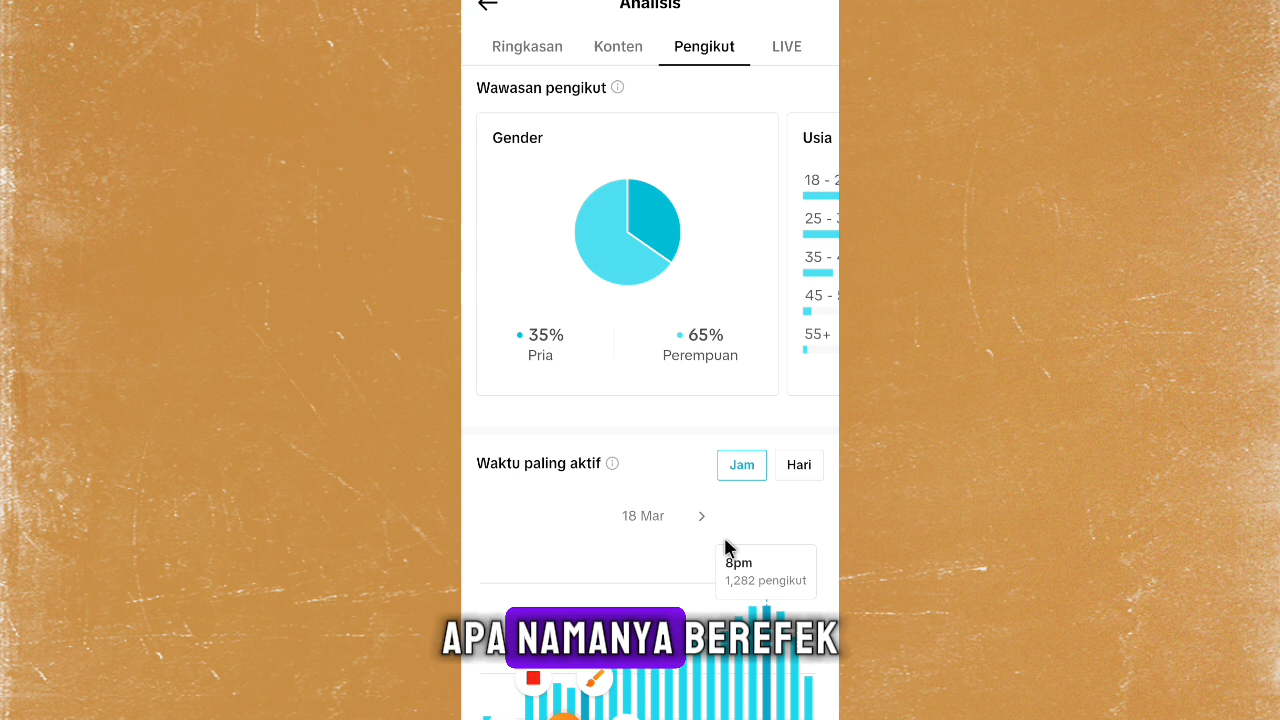 Analisis
Ringkasan Konten Pengikut LIVE
Wawasan pengikut
Gender
35%
Pria
65%
Perempuan
Usia
18 - 2
25 -
35 -
45 -
55+
Waktu paling aktif
Jam Hari
18 Mar
8pm
1,282 pengikut
APA NAMANYA BEREFEK